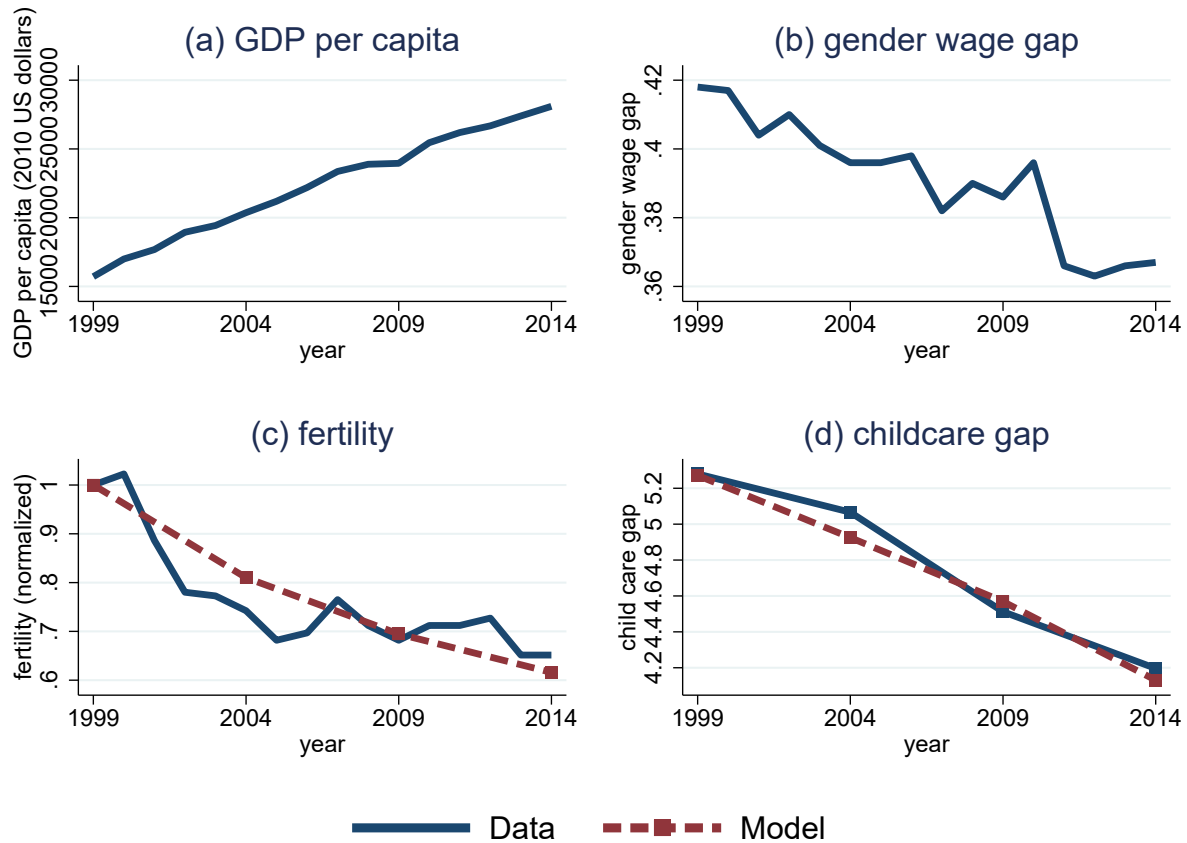 (a) GDP per capita
GDP per capita (2010 US dollars)
30000
25000
20000
15000
1999 2004 2009 2014
year
(b) gender wage gap
gender wage gap
.42
.4
.38
.36
1999 2004 2009 2014
year
(c) fertility
fertility (normalized)
1
.9
.8
.7
.6
1999 2004 2009 2014
year
(d) childcare gap
child care gap
5.2
5
4.8
4.6
4.4
4.2
1999 2004 2009 2014
year
Data Model